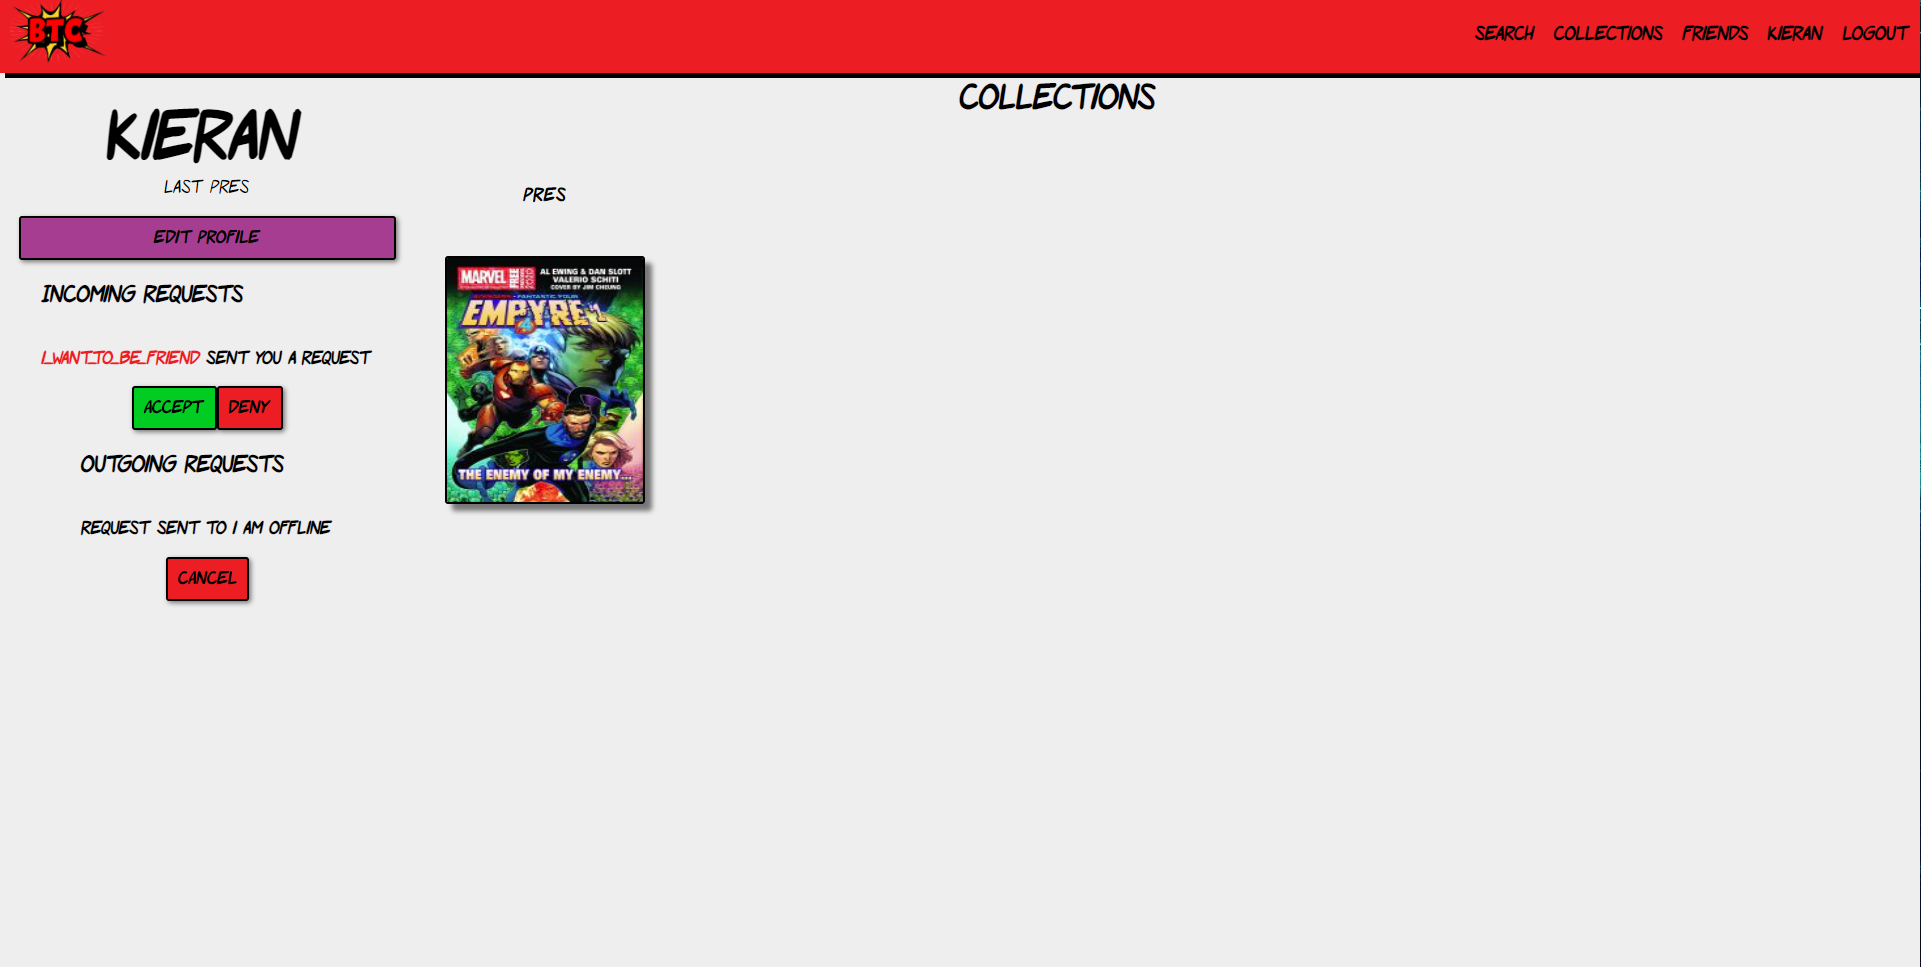 BTC
SEARCH COLLECTIONS FRIENDS KIERAN LOGOUT
COLLECTIONS
KIERAN
LAST PRES
EDIT PROFILE
INCOMING REQUESTS
I_WANT_TO_BE_FRIEND SENT YOU A REQUEST
ACCEPT DENY
OUTGOING REQUESTS
REQUEST SENT TO I AM OFFLINE
CANCEL
PRES
MARVEL FREE 2020
AL EWING & DAN SLOTT
VALERIO SCHITI
COVER BY JIM CHEUNG
FANTASTIC FOUR
EMPYRE
THE ENEMY OF MY ENEMY...